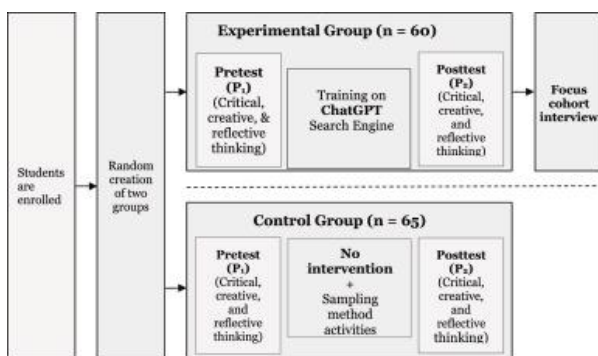 Students
are
enrolled
Random
creation
of two
groups
Experimental Group (n = 60)
Pretest
(P₁)
(Critical,
creative, &
reflective
thinking)
Training on
ChatGPT
Search Engine
Posttest
(P₂)
(Critical,
creative,
and
reflective
thinking)
Focus
cohort
interview
Control Group (n = 65)
Pretest
(P₁)
(Critical,
creative,
and
reflective
thinking)
No
intervention
+
Sampling
method
activities
Posttest
(P₂)
(Critical,
creative,
and
reflective
thinking)